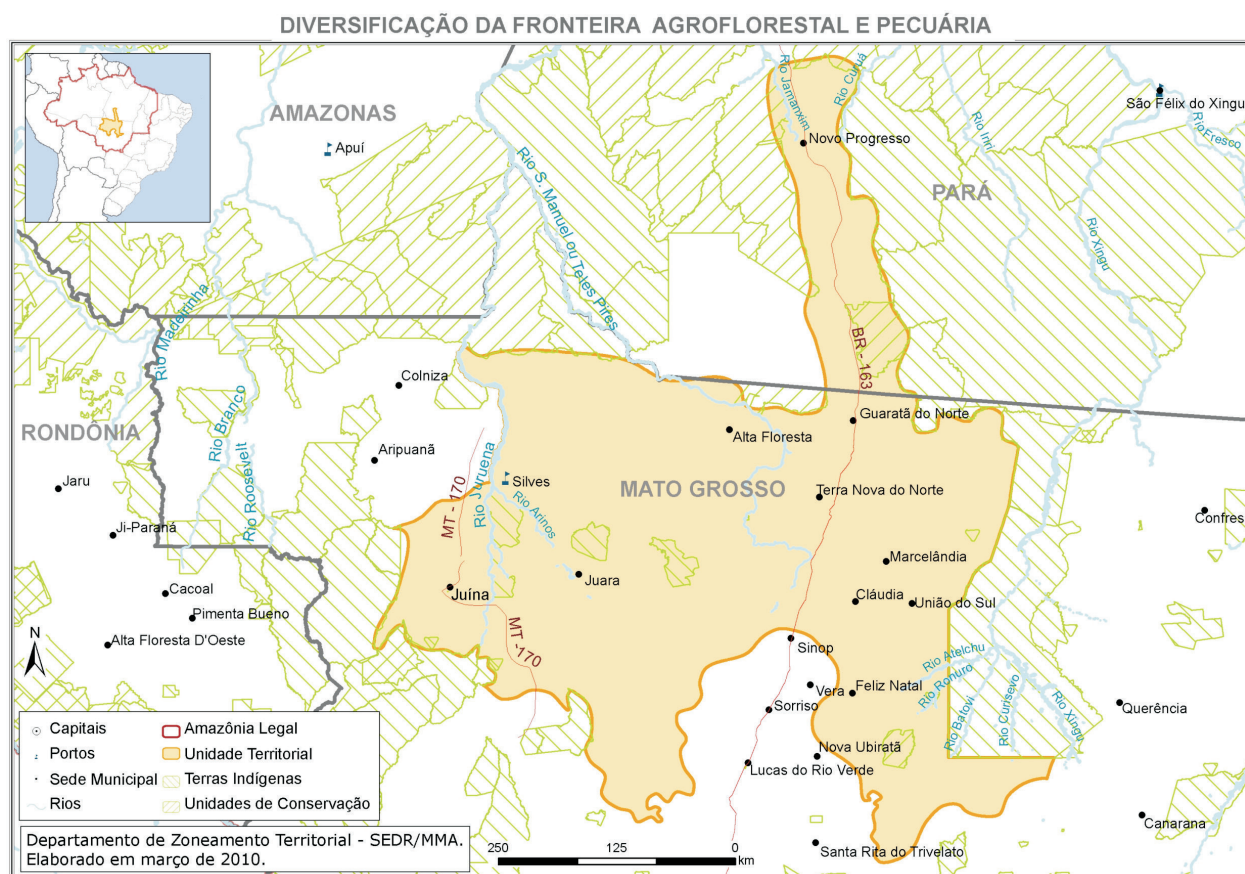 DIVERSIFICAÇÃO DA FRONTEIRA AGROFLORESTAL E PECUÁRIA
AMAZONAS
Apuí
Rio Jamanxim
Rio Curuá
Novo Progresso
São Félix do Xingu
Rio Fresco
Rio Iriri
PARÁ
Rio Xingu
Rio S. Manuel ou Teles Pires
Rio Madeirinha
BR - 163
Colniza
Guaratã do Norte
Alta Floresta
RONDÔNIA
Rio Branco
Aripuanã
Rio Roosevelt
Jaru
MT - 170
Rio Juruena
Silves
MATO GROSSO
Terra Nova do Norte
Rio Arinos
Confres
Ji-Paraná
Marcelândia
Juara
Juína
Cacoal
Cláudia
União do Sul
Pimenta Bueno
Alta Floresta D'Oeste
MT -170
Sinop
Rio Atelchu
Rio Ronuro
Vera
Feliz Natal
Rio Batovi
Rio Curisevo
Rio Xingu
Querência
Sorriso
Nova Ubiratã
Lucas do Rio Verde
Canarana
Santa Rita do Trivelato
N
Capitais
Portos
Sede Municipal
Rios
Amazônia Legal
Unidade Territorial
Terras Indígenas
Unidades de Conservação
Departamento de Zoneamento Territorial - SEDR/MMA.
Elaborado em março de 2010.
250 125 0
km